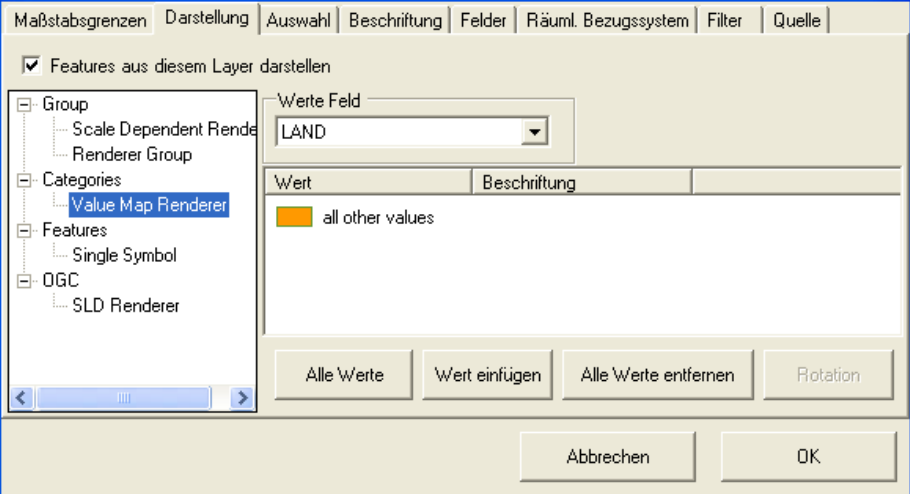 Maßstabsgrenzen Darstellung Auswahl Beschriftung Felder Räuml. Bezugssystem Filter Quelle
Features aus diesem Layer darstellen
Group
Scale Dependent Rende
Renderer Group
Categories
Value Map Renderer
Features
Single Symbol
OGC
SLD Renderer
Werte Feld
LAND
Wert Beschriftung
all other values
Alle Werte Wert einfügen Alle Werte entfernen Rotation
Abbrechen OK